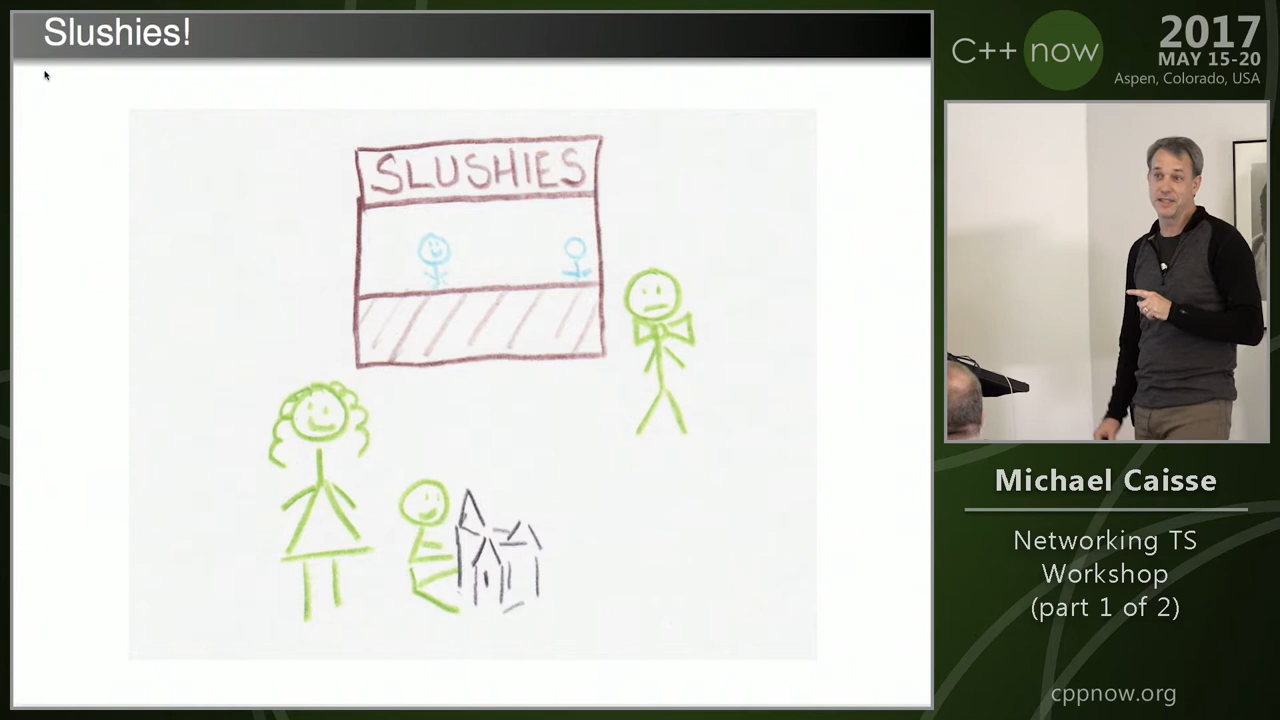 Slushies!
SLUSHIES
C++ now
2017
MAY 15-20
Aspen, Colorado, USA
Michael Caisse
Networking TS
Workshop
(part 1 of 2)
cppnow.org